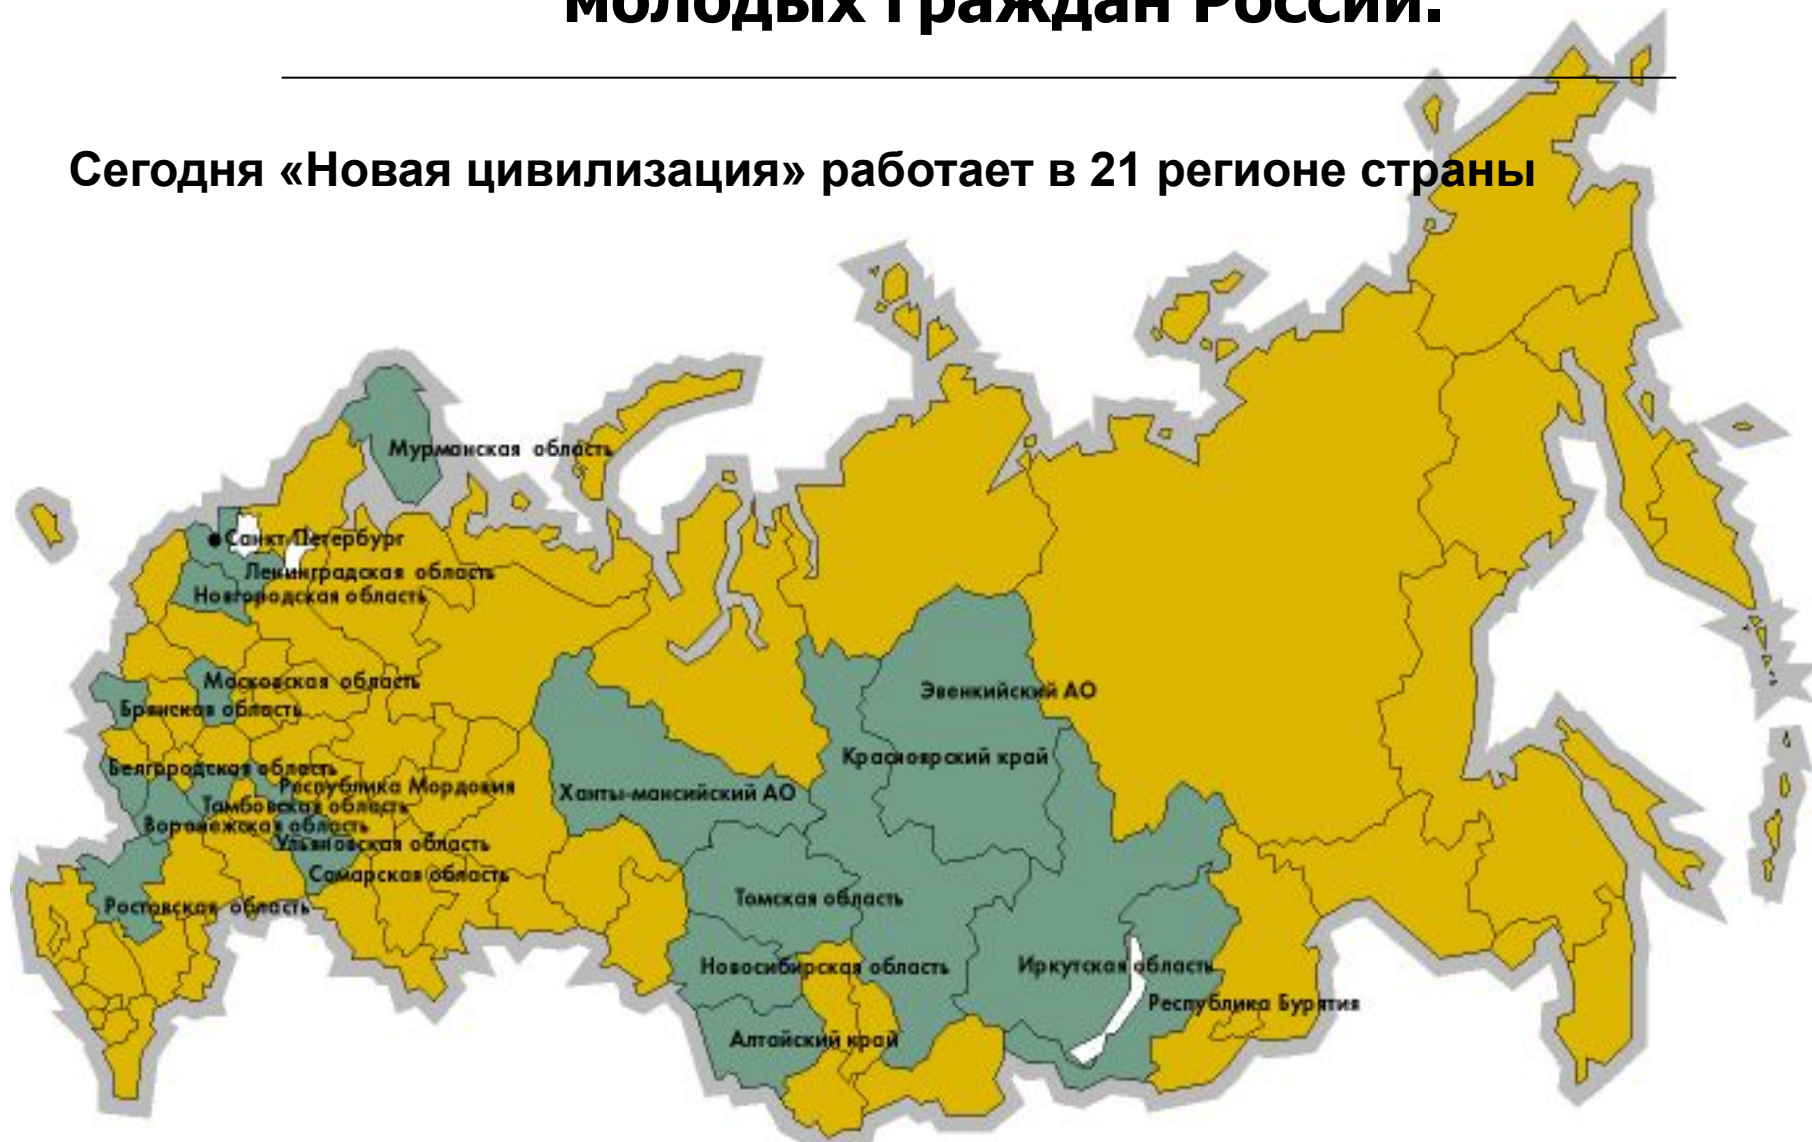 молодых граждан России.
Сегодня «Новая цивилизация» работает в 21 регионе страны
Мурманская область
Санкт Петербург
Ленинградская область
Новгородская область
Московская область
Эвенкийский АО
Брянская область
Красноярский край
Белгородская область
Республика Мордовия
Ханты-мансийский АО
Тамбовская область
Воронежская область
Ульяновская область
Самарская область
Томская область
Ростовская область
Новосибирская область
Иркутская область
Республика Бурятия
Алтайский край